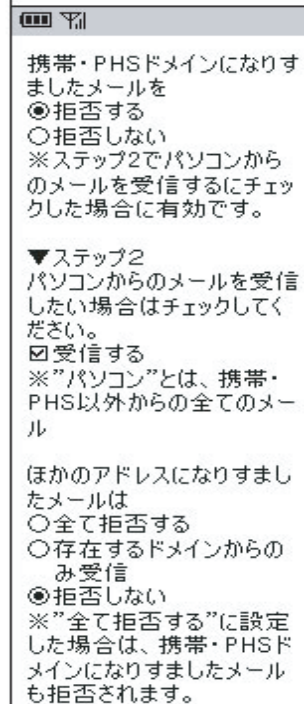 携帯・PHSドメインになりす
ましたメールを
◉拒否する
○拒否しない
※ステップ2でパソコンから
のメールを受信するにチェッ
クした場合に有効です。
▼ステップ2
パソコンからのメールを受信
したい場合はチェックしてく
ださい。
☑受信する
※”パソコン”とは、携帯・
PHS以外からの全てのメー
ル
ほかのアドレスになりすまし
たメールは
○全て拒否する
○存在するドメインからの
み受信
◉拒否しない
※”全て拒否する”に設定
した場合は、携帯・PHSド
メインになりすましたメール
も拒否されます。